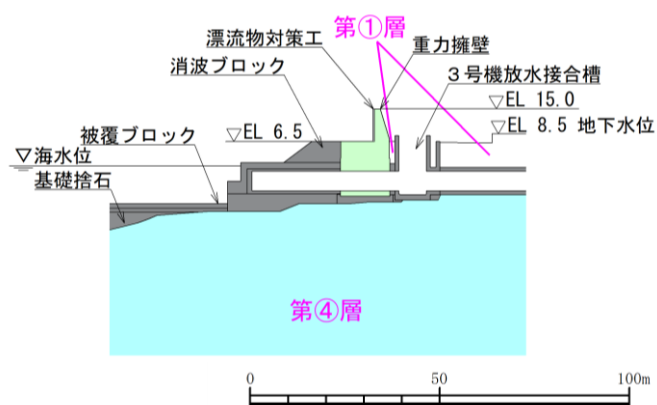 漂流物対策工
第①層
重力擁壁
消波ブロック
3号機放水接合槽
▽EL 15.0
▽EL 6.5
▽EL 8.5 地下水位
被覆ブロック
▽海水位
基礎捨石
第④層
0 50 100m